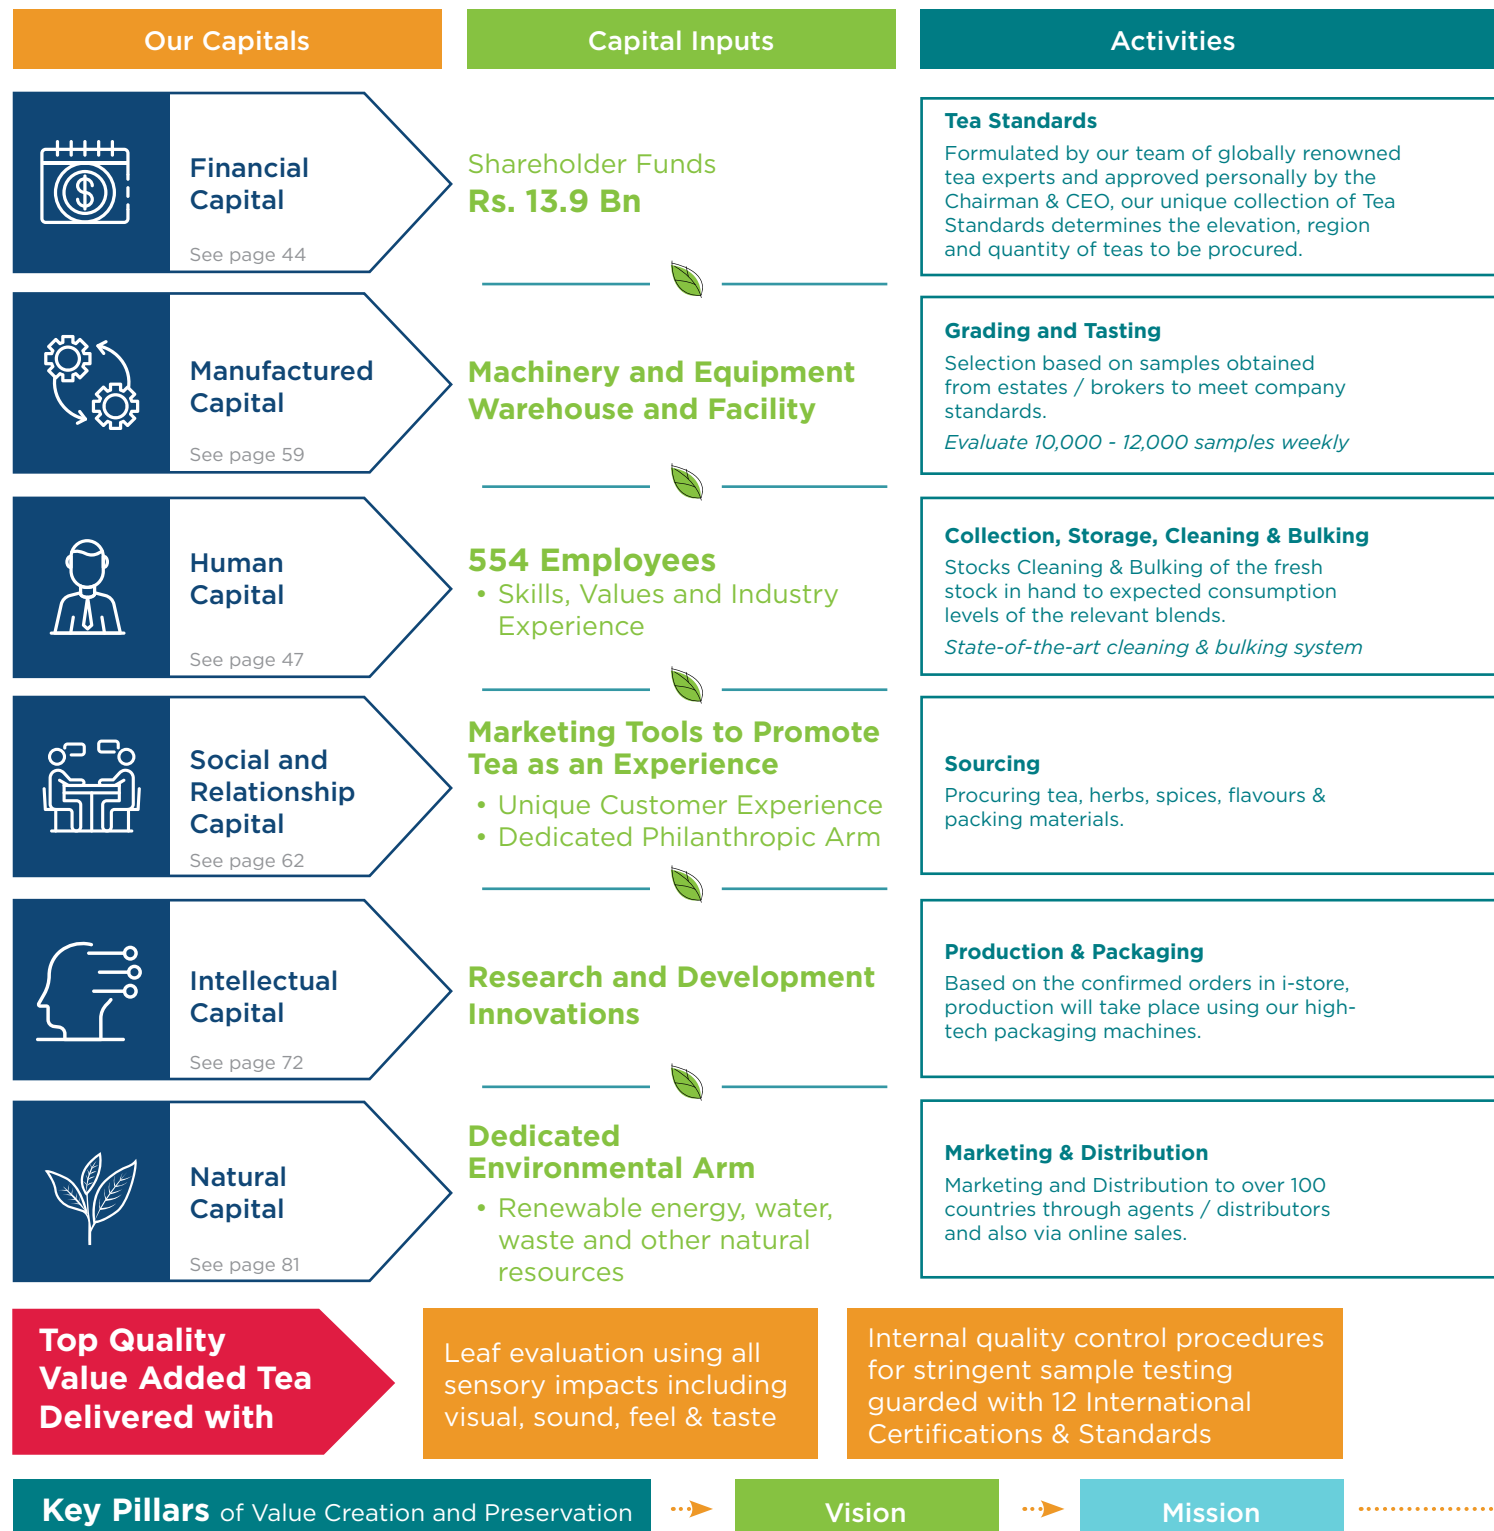 Our Capitals
Capital Inputs
Activities
Financial
Capital
See page 44
Shareholder Funds
Rs. 13.9 Bn
Tea Standards
Formulated by our team of globally renowned
tea experts and approved personally by the
Chairman & CEO, our unique collection of Tea
Standards determines the elevation, region
and quantity of teas to be procured.
Manufactured
Capital
See page 59
Machinery and Equipment
Warehouse and Facility
Grading and Tasting
Selection based on samples obtained
from estates / brokers to meet company
standards.
Evaluate 10,000 - 12,000 samples weekly
Human
Capital
See page 47
554 Employees
• Skills, Values and Industry
Experience
Collection, Storage, Cleaning & Bulking
Stocks Cleaning & Bulking of the fresh
stock in hand to expected consumption
levels of the relevant blends.
State-of-the-art cleaning & bulking system
Social and
Relationship
Capital
See page 62
Marketing Tools to Promote
Tea as an Experience
• Unique Customer Experience
• Dedicated Philanthropic Arm
Sourcing
Procuring tea, herbs, spices, flavours &
packing materials.
Intellectual
Capital
See page 72
Research and Development
Innovations
Production & Packaging
Based on the confirmed orders in i-store,
production will take place using our high-
tech packaging machines.
Natural
Capital
See page 81
Dedicated
Environmental Arm
• Renewable energy, water,
waste and other natural
resources
Marketing & Distribution
Marketing and Distribution to over 100
countries through agents / distributors
and also via online sales.
Top Quality
Value Added Tea
Delivered with
Leaf evaluation using all
sensory impacts including
visual, sound, feel & taste
Internal quality control procedures
for stringent sample testing
guarded with 12 International
Certifications & Standards
Key Pillars of Value Creation and Preservation
Vision
Mission